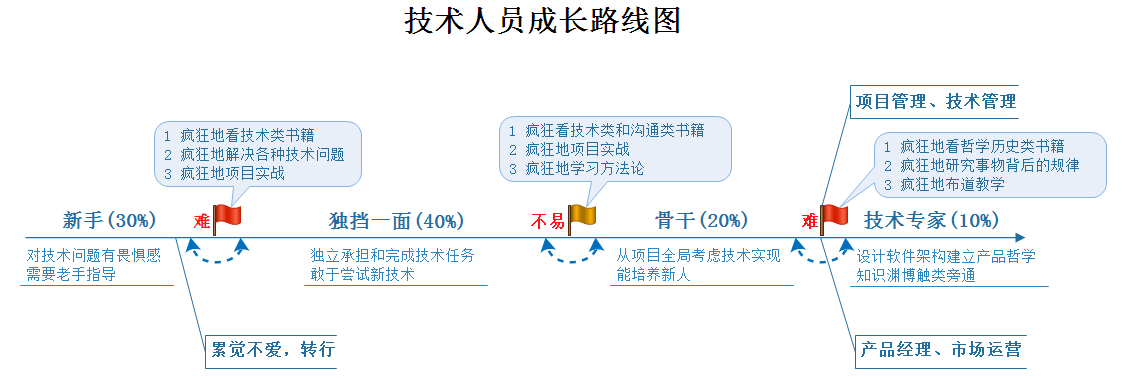 技术人员成长路线图
项目管理、技术管理
1 疯狂地看技术类书籍
2 疯狂地解决各种技术问题
3 疯狂地项目实战
1 疯狂看技术类和沟通类书籍
2 疯狂地项目实战
3 疯狂地学习方法论
1 疯狂地看哲学历史类书籍
2 疯狂地研究事物背后的规律
3 疯狂地布道教学
新手(30%)
难
独挡一面(40%)
不易
骨干(20%)
难
技术专家(10%)
对技术问题有畏惧感
需要老手指导
独立承担和完成技术任务
敢于尝试新技术
从项目全局考虑技术实现
能培养新人
设计软件架构建立产品哲学
知识渊博触类旁通
累觉不爱，转行
产品经理、市场运营